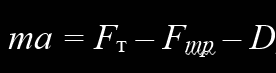 ma = Fт − Fтр − D